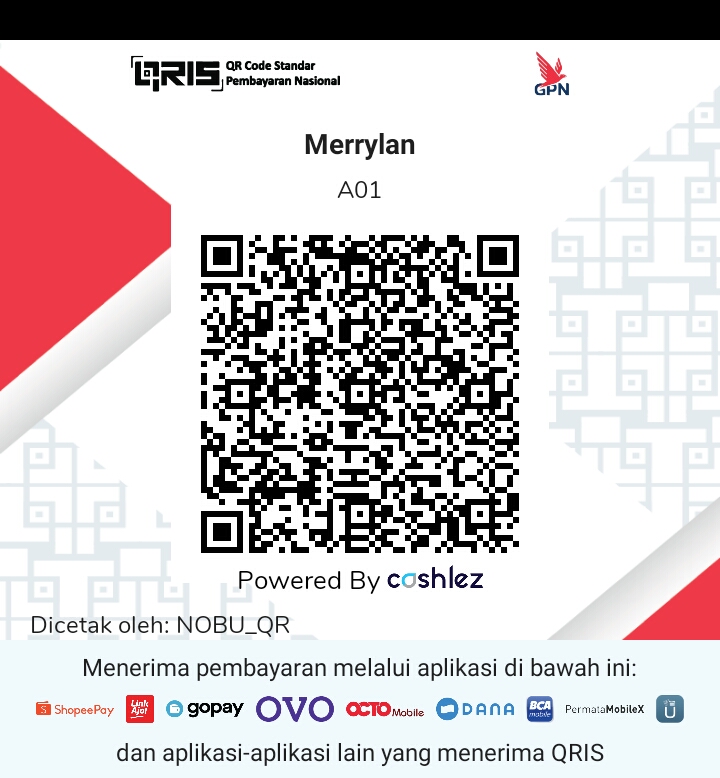 QRIS QR Code Standar
Pembayaran Nasional
GPN
Merrylan
A01
Powered By cashlez
Dicetak oleh: NOBU_QR
Menerima pembayaran melalui aplikasi di bawah ini:
ShopeePay LinkAja! gopay OVO OCTO Mobile DANA BCA mobile PermataMobileX U
dan aplikasi-aplikasi lain yang menerima QRIS